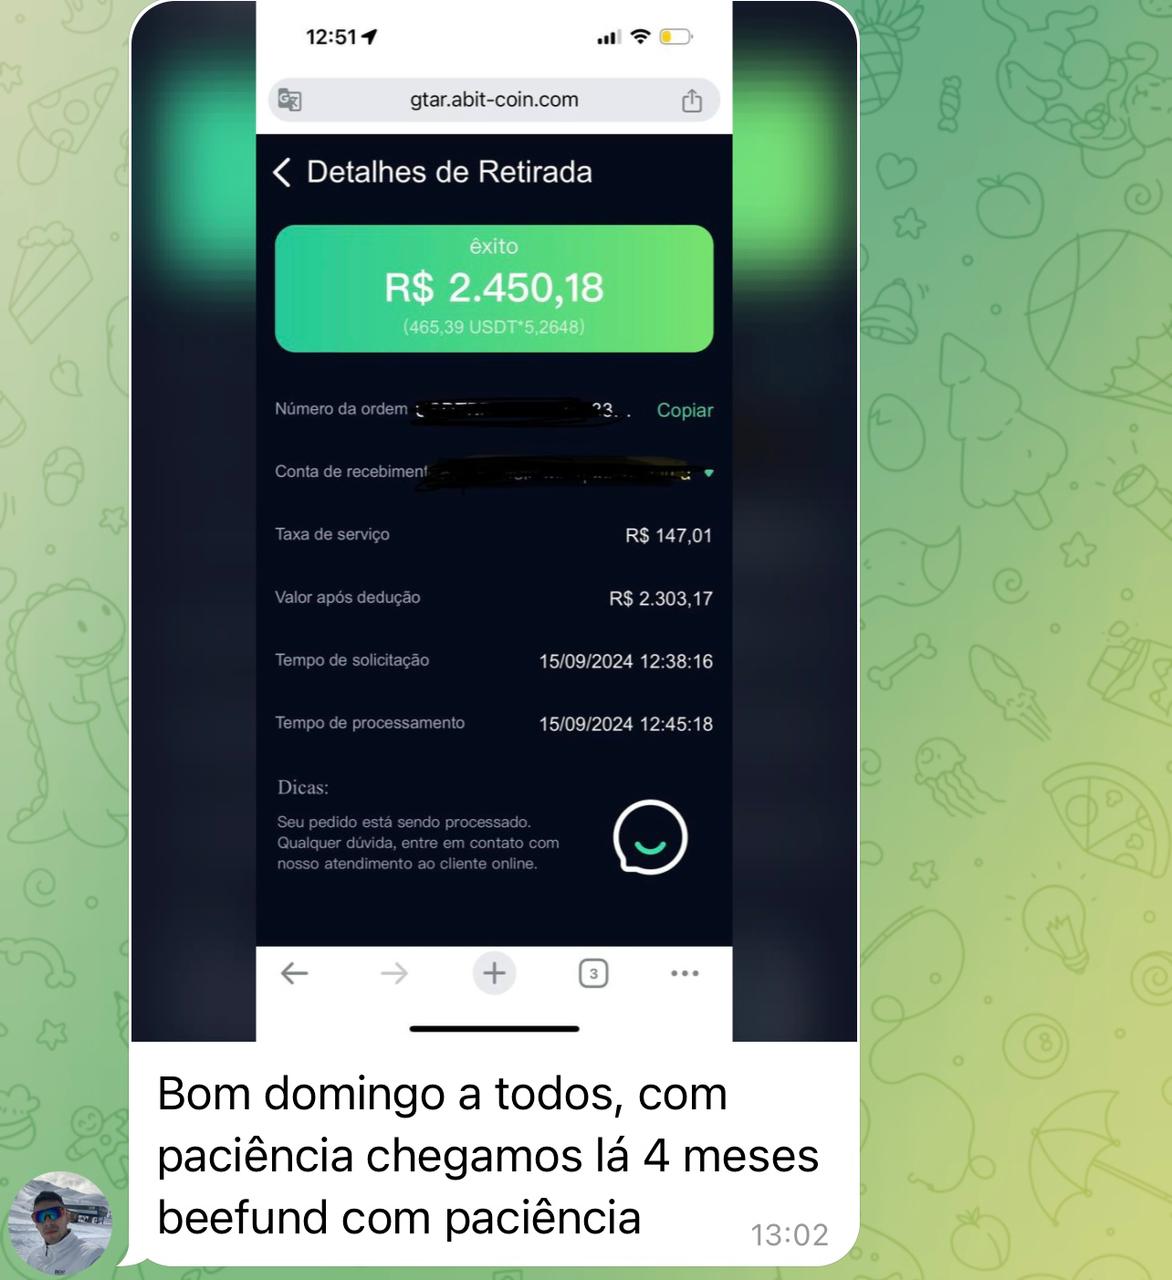 12:51
gtar.abit-coin.com
Detalhes de Retirada
êxito
R$ 2.450,18
(465,39 USDT*5,2648)
Número da ordem 23. . Copiar
Conta de recebiment
Taxa de serviço R$ 147,01
Valor após dedução R$ 2.303,17
Tempo de solicitação 15/09/2024 12:38:16
Tempo de processamento 15/09/2024 12:45:18
Dicas:
Seu pedido está sendo processado.
Qualquer dúvida, entre em contato com
nosso atendimento ao cliente online.
3
Bom domingo a todos, com
paciência chegamos lá 4 meses
beefund com paciência
13:02